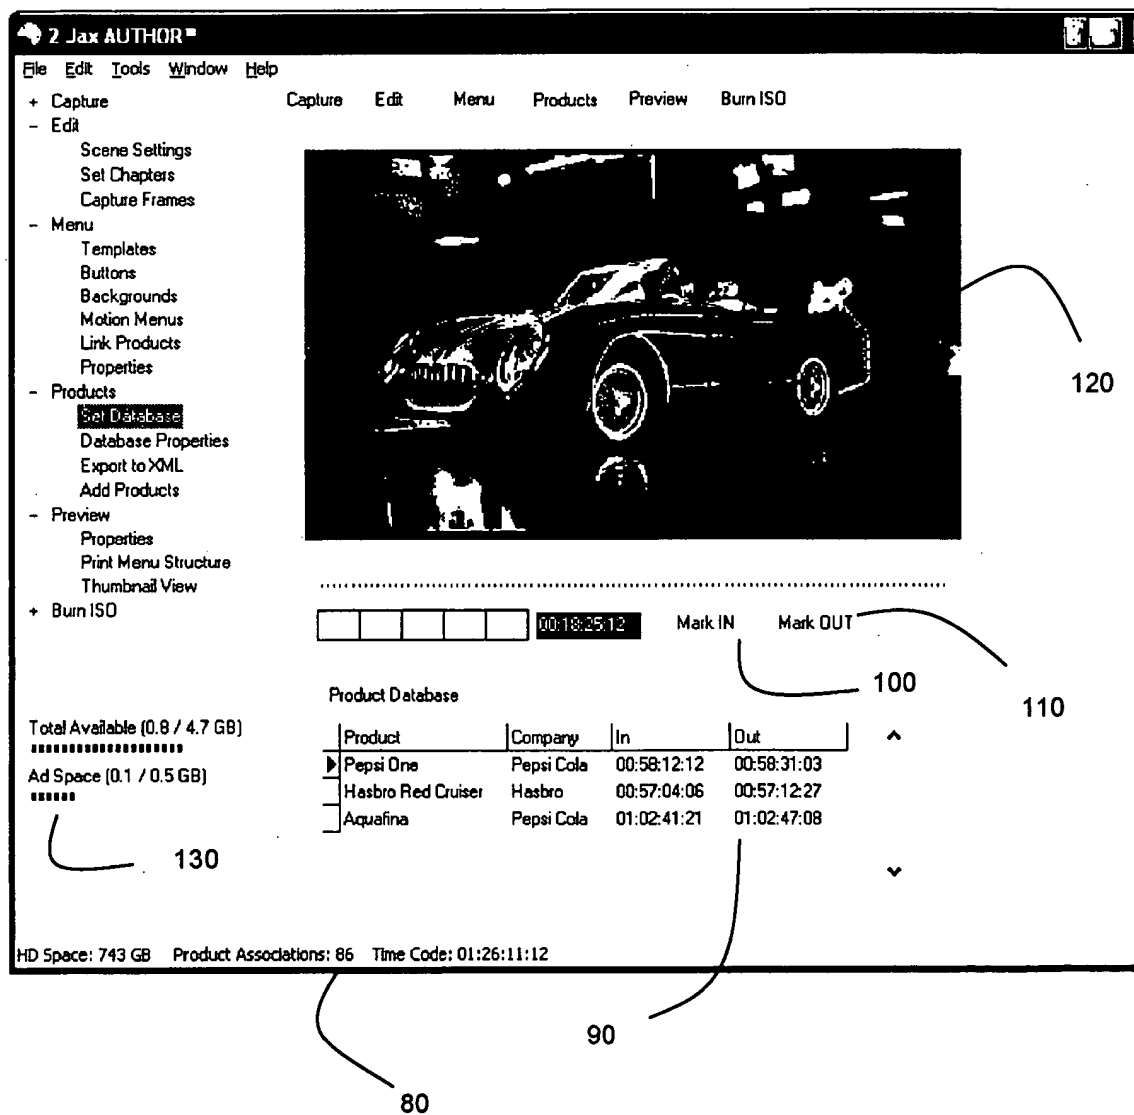 2 Jax AUTHOR™
File Edit Tools Window Help
+ Capture
- Edit
Scene Settings
Set Chapters
Capture Frames
- Menu
Templates
Buttons
Backgrounds
Motion Menus
Link Products
Properties
- Products
Set Database
Database Properties
Export to XML
Add Products
- Preview
Properties
Print Menu Structure
Thumbnail View
+ Burn ISO
Capture Edit Menu Products Preview Burn ISO
120
00:18:25:12 Mark IN Mark OUT
100
110
Product Database
Product Company In Out
Pepsi One Pepsi Cola 00:58:12:12 00:58:31:03
Hasbro Red Cruiser Hasbro 00:57:04:06 00:57:12:27
Aquafina Pepsi Cola 01:02:41:21 01:02:47:08
Total Available (0.8 / 4.7 GB)
Ad Space (0.1 / 0.5 GB)
130
HD Space: 743 GB Product Associations: 86 Time Code: 01:26:11:12
90
80